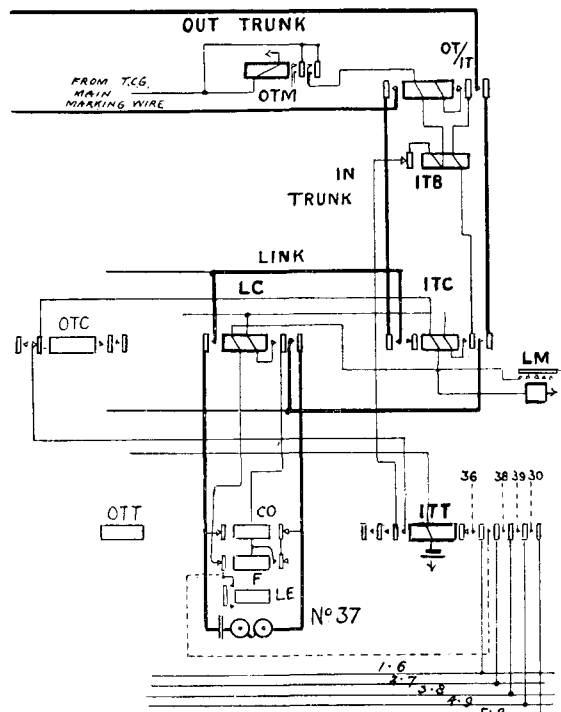 OUT TRUNK
OT/IT
FROM T.C.G.
MAIN
MARKING WIRE
OTM
IN
TRUNK
ITB
LINK
LC
ITC
OTC
LM
36
38
39
30
OTT
CO
ITT
F
LE
No 37
1·6
2·7
3·8
4·9